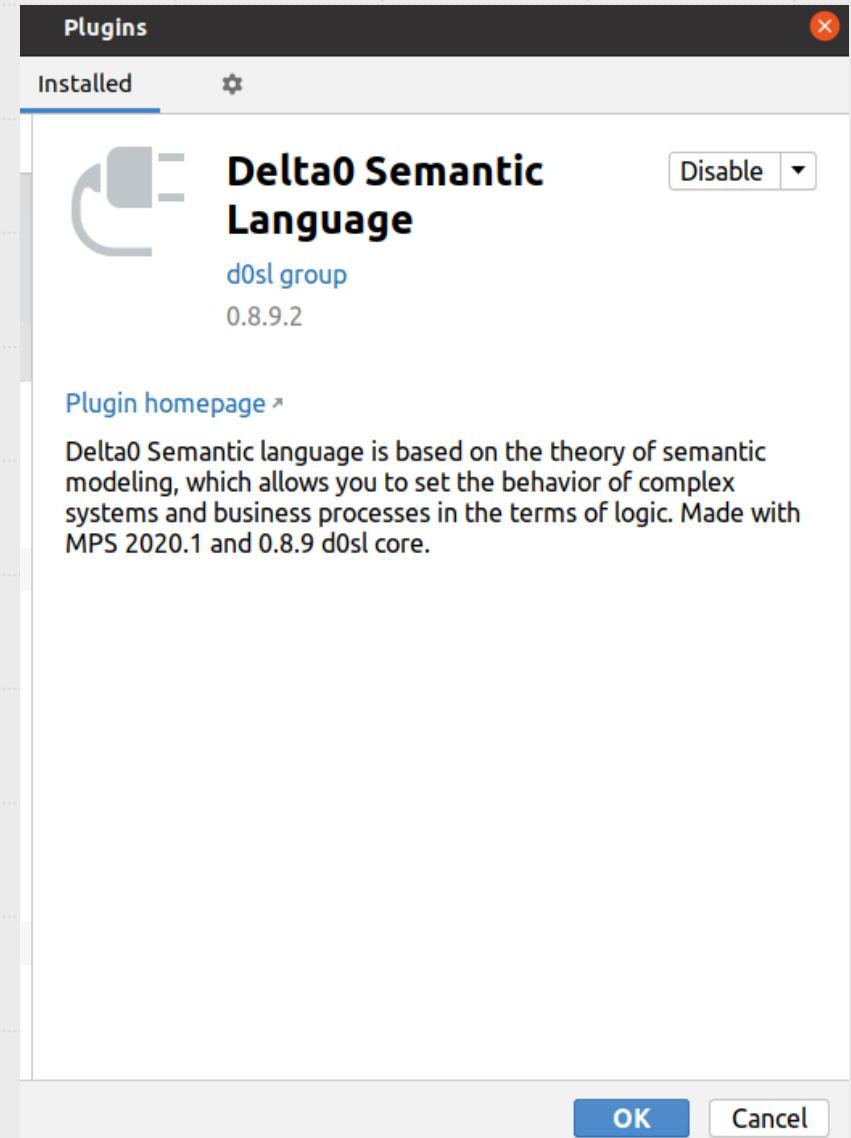 Plugins
Installed
Delta0 Semantic
Language
Disable
d0sl group
0.8.9.2
Plugin homepage
Delta0 Semantic language is based on the theory of semantic
modeling, which allows you to set the behavior of complex
systems and business processes in the terms of logic. Made with
MPS 2020.1 and 0.8.9 d0sl core.
OK
Cancel